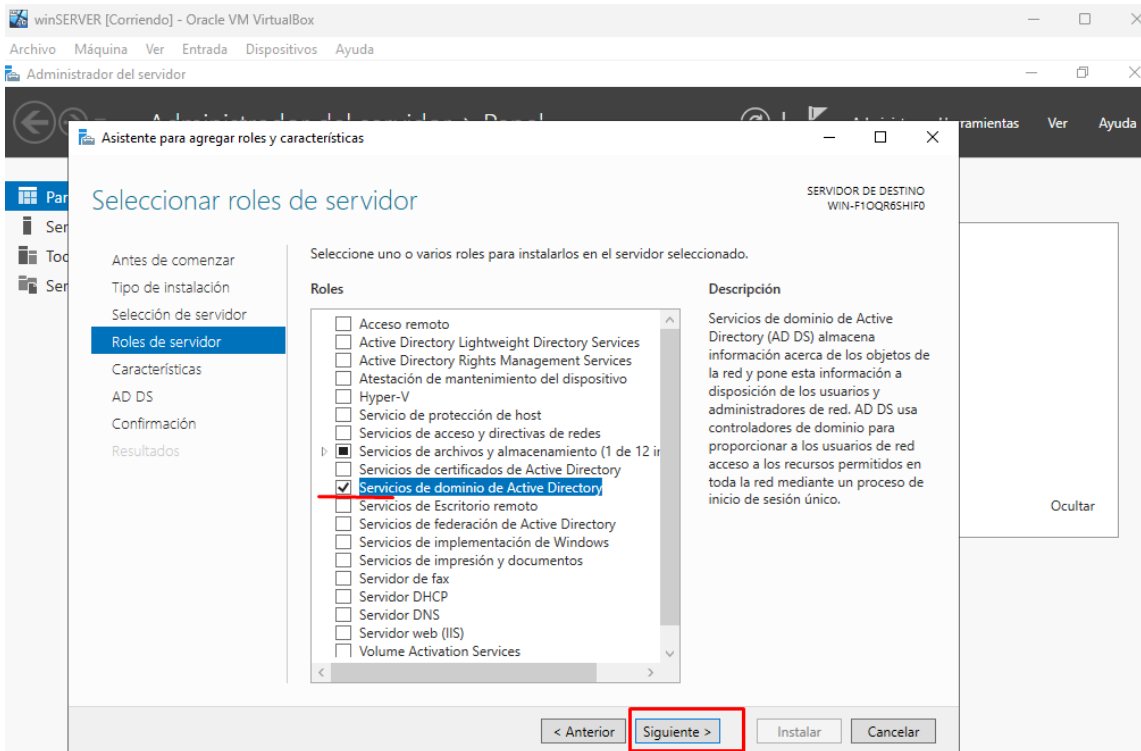 winSERVER [Corriendo] - Oracle VM VirtualBox
Archivo Máquina Ver Entrada Dispositivos Ayuda
Administrador del servidor
Ver Ayuda
Asistente para agregar roles y características
Seleccionar roles de servidor
SERVIDOR DE DESTINO
WIN-F1OQR6SHIF0
Antes de comenzar
Tipo de instalación
Selección de servidor
Roles de servidor
Características
AD DS
Confirmación
Resultados
Seleccione uno o varios roles para instalarlos en el servidor seleccionado.
Roles
Acceso remoto
Active Directory Lightweight Directory Services
Active Directory Rights Management Services
Atestación de mantenimiento del dispositivo
Hyper-V
Servicio de protección de host
Servicios de acceso y directivas de redes
Servicios de archivos y almacenamiento (1 de 12 in
Servicios de certificados de Active Directory
Servicios de dominio de Active Directory
Servicios de Escritorio remoto
Servicios de federación de Active Directory
Servicios de implementación de Windows
Servicios de impresión y documentos
Servidor de fax
Servidor DHCP
Servidor DNS
Servidor web (IIS)
Volume Activation Services
Descripción
Servicios de dominio de Active
Directory (AD DS) almacena
información acerca de los objetos de
la red y pone esta información a
disposición de los usuarios y
administradores de red. AD DS usa
controladores de dominio para
proporcionar a los usuarios de red
acceso a los recursos permitidos en
toda la red mediante un proceso de
inicio de sesión único.
Ocultar
< Anterior Siguiente > Instalar Cancelar